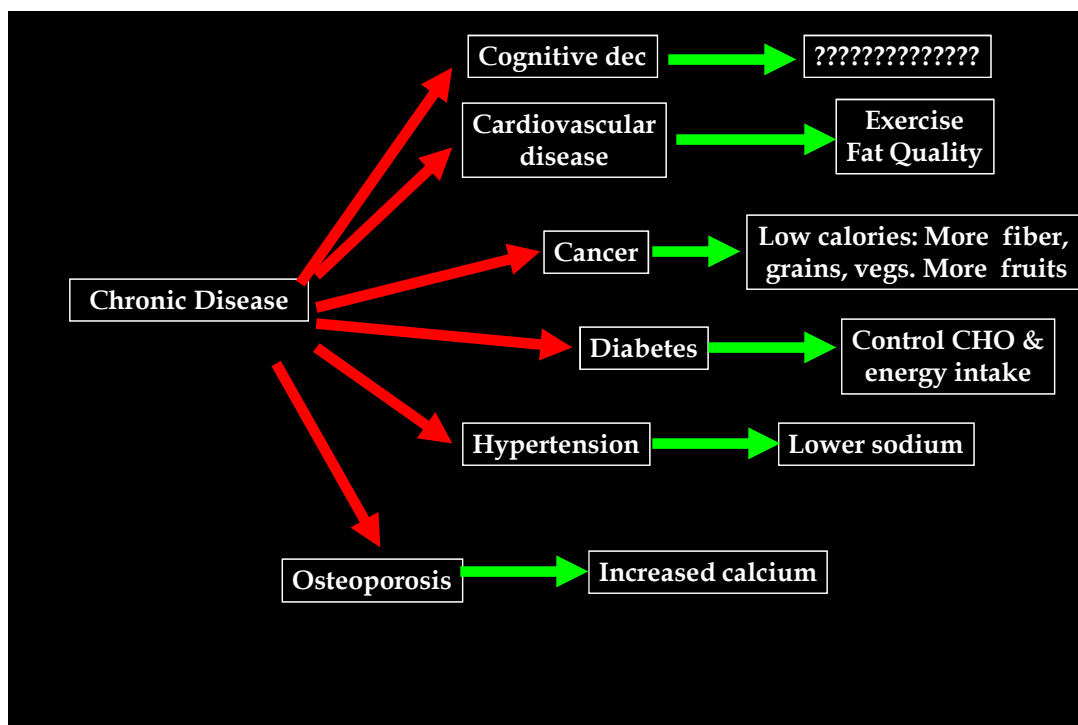 Cognitive dec
??????????????
Cardiovascular
disease
Exercise
Fat Quality
Cancer
Low calories: More fiber,
grains, vegs. More fruits
Chronic Disease
Diabetes
Control CHO &
energy intake
Hypertension
Lower sodium
Osteoporosis
Increased calcium